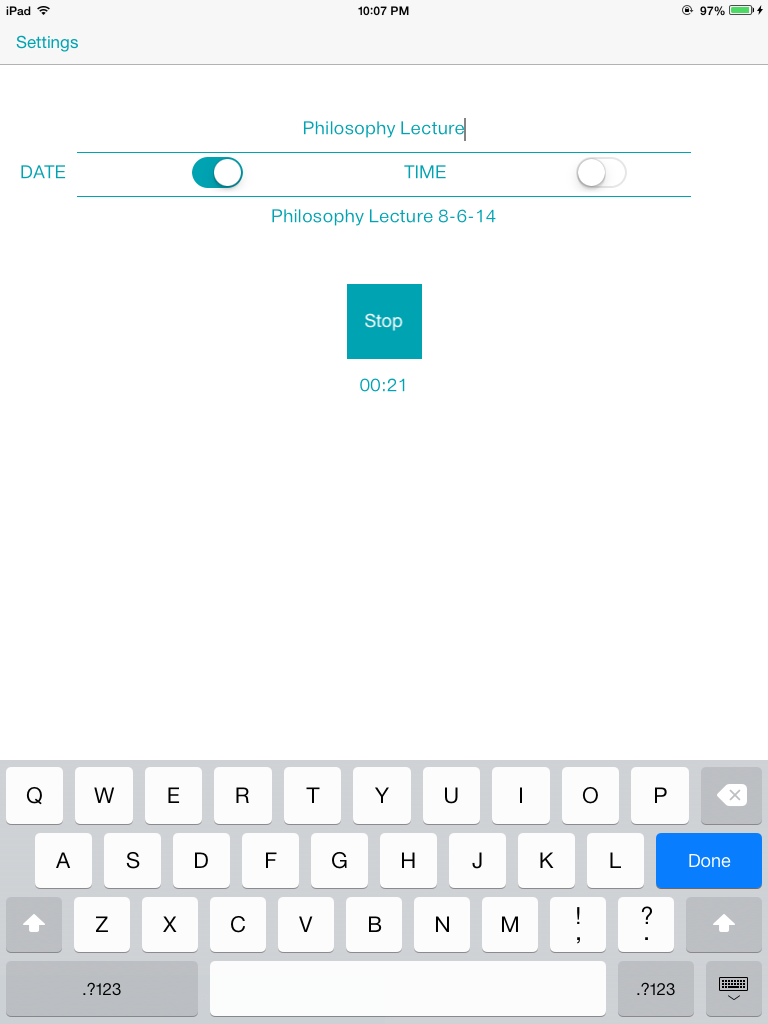 iPad 10:07 PM 97%
Settings
Philosophy Lecture
DATE TIME
Philosophy Lecture 8-6-14
Stop
00:21
Q W E R T Y U I O P
A S D F G H J K L Done
Z X C V B N M ! , ? .
.?123 .?123